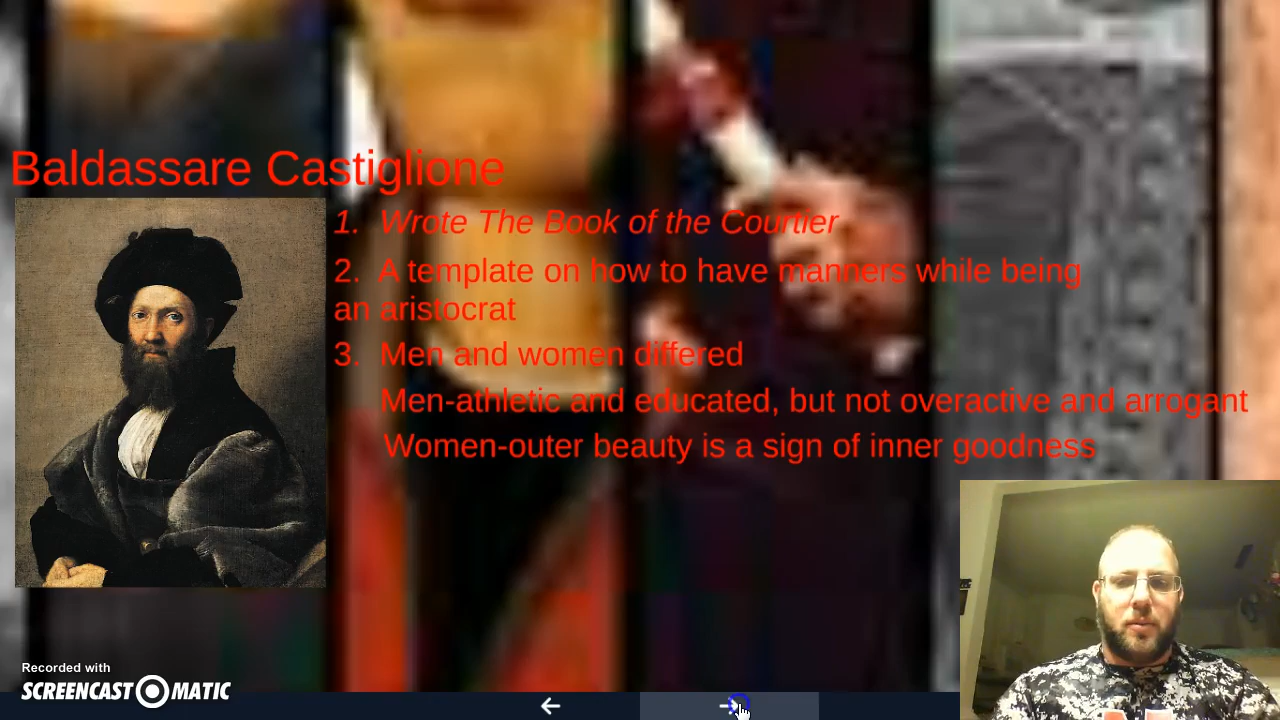 Baldassare Castiglione
1. Wrote The Book of the Courtier
2. A template on how to have manners while being
an aristocrat
3. Men and women differed
Men-athletic and educated, but not overactive and arrogant
Women-outer beauty is a sign of inner goodness
Recorded with
SCREENCAST-O-MATIC